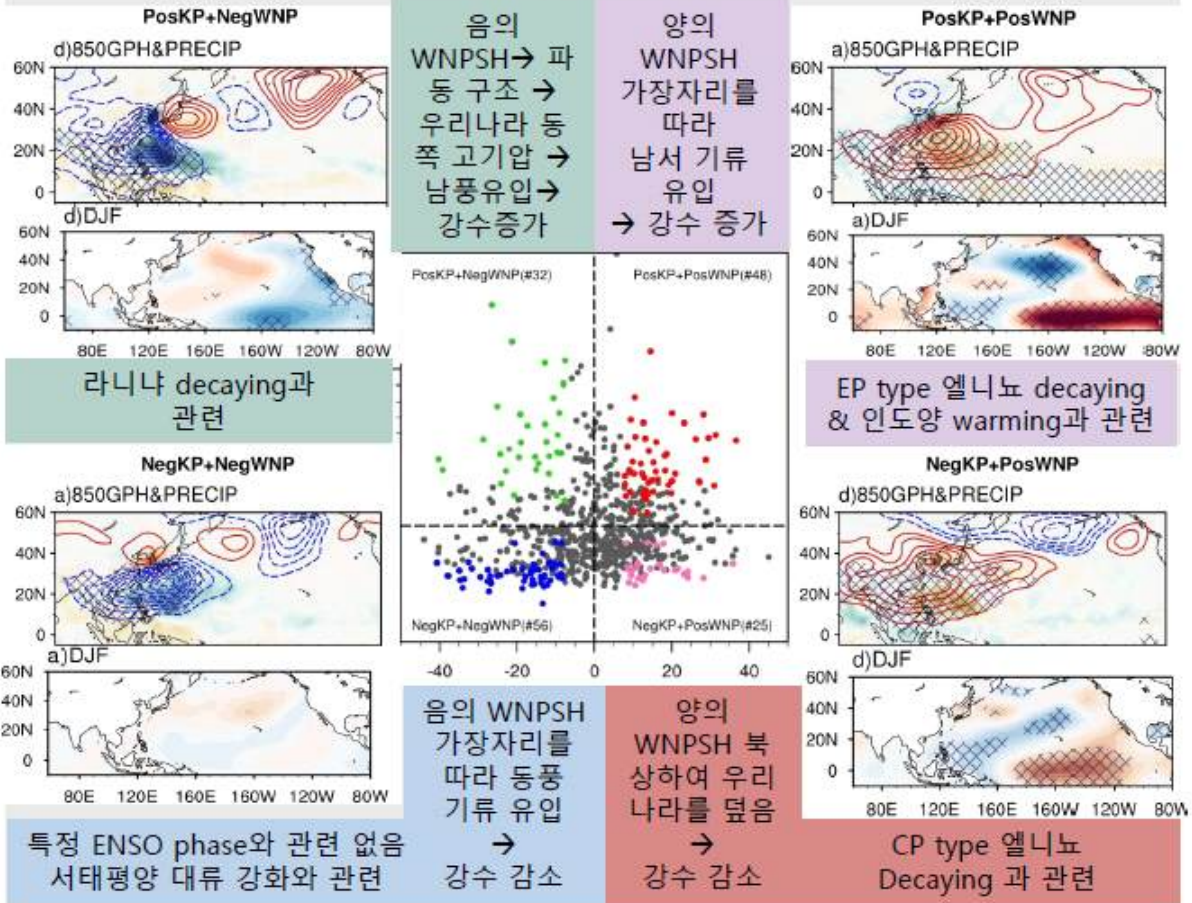 PosKP+NegWNP
d)850GPH&PRECIP
60N
40N
20N
0
d)DJF
60N
40N
20N
0
80E 120E 160E 160W 120W 80W
라니냐 decaying과
관련
음의
WNPSH→ 파
동 구조 →
우리나라 동
쪽 고기압 →
남풍유입→
강수증가
양의
WNPSH
가장자리를
따라
남서 기류
유입
→ 강수 증가
PosKP+PosWNP
a)850GPH&PRECIP
60N
40N
20N
0
a)DJF
60N
40N
20N
0
80E 120E 160E 160W 120W 80W
EP type 엘니뇨 decaying
& 인도양 warming과 관련
PosKP+NegWNP(#32)
PosKP+PosWNP(#48)
NegKP+NegWNP(#56)
NegKP+PosWNP(#25)
-40 -20 0 20 40
NegKP+NegWNP
a)850GPH&PRECIP
60N
40N
20N
0
a)DJF
60N
40N
20N
0
80E 120E 160E 160W 120W 80W
특정 ENSO phase와 관련 없음
서태평양 대류 강화와 관련
음의 WNPSH
가장자리를
따라 동풍
기류 유입
→
강수 감소
양의
WNPSH 북
상하여 우리
나라를 덮음
→
강수 감소
NegKP+PosWNP
d)850GPH&PRECIP
60N
40N
20N
0
d)DJF
60N
40N
20N
0
80E 120E 160E 160W 120W 80W
CP type 엘니뇨
Decaying 과 관련